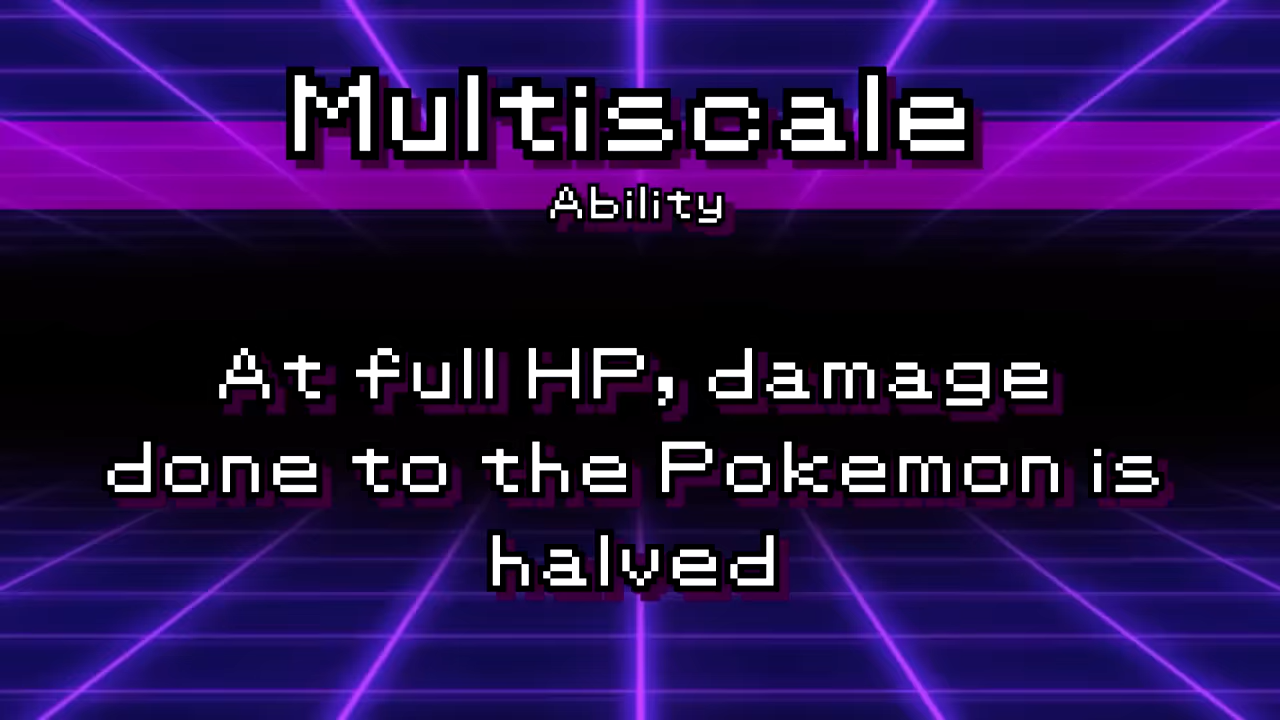 Multiscale
Ability
At full HP, damage
done to the Pokemon is
halved